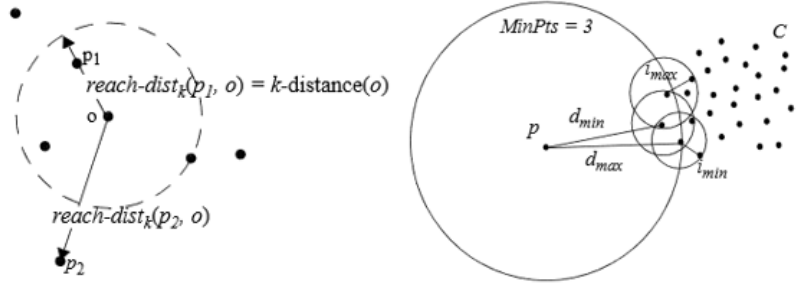 p1
reach-distk(p1, o) = k-distance(o)
o
reach-distk(p2, o)
p2
MinPts = 3
C
imax
dmin
p
dmax
imin